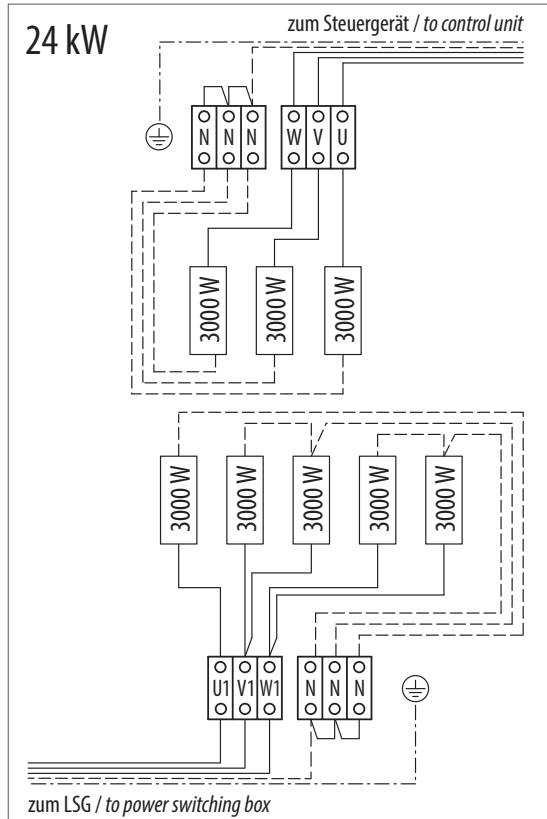 24 kW
zum Steuergerät / to control unit
N N N W V U
3000 W 3000 W 3000 W
3000 W 3000 W 3000 W 3000 W 3000 W
U1 V1 W1 N N N
zum LSG / to power switching box